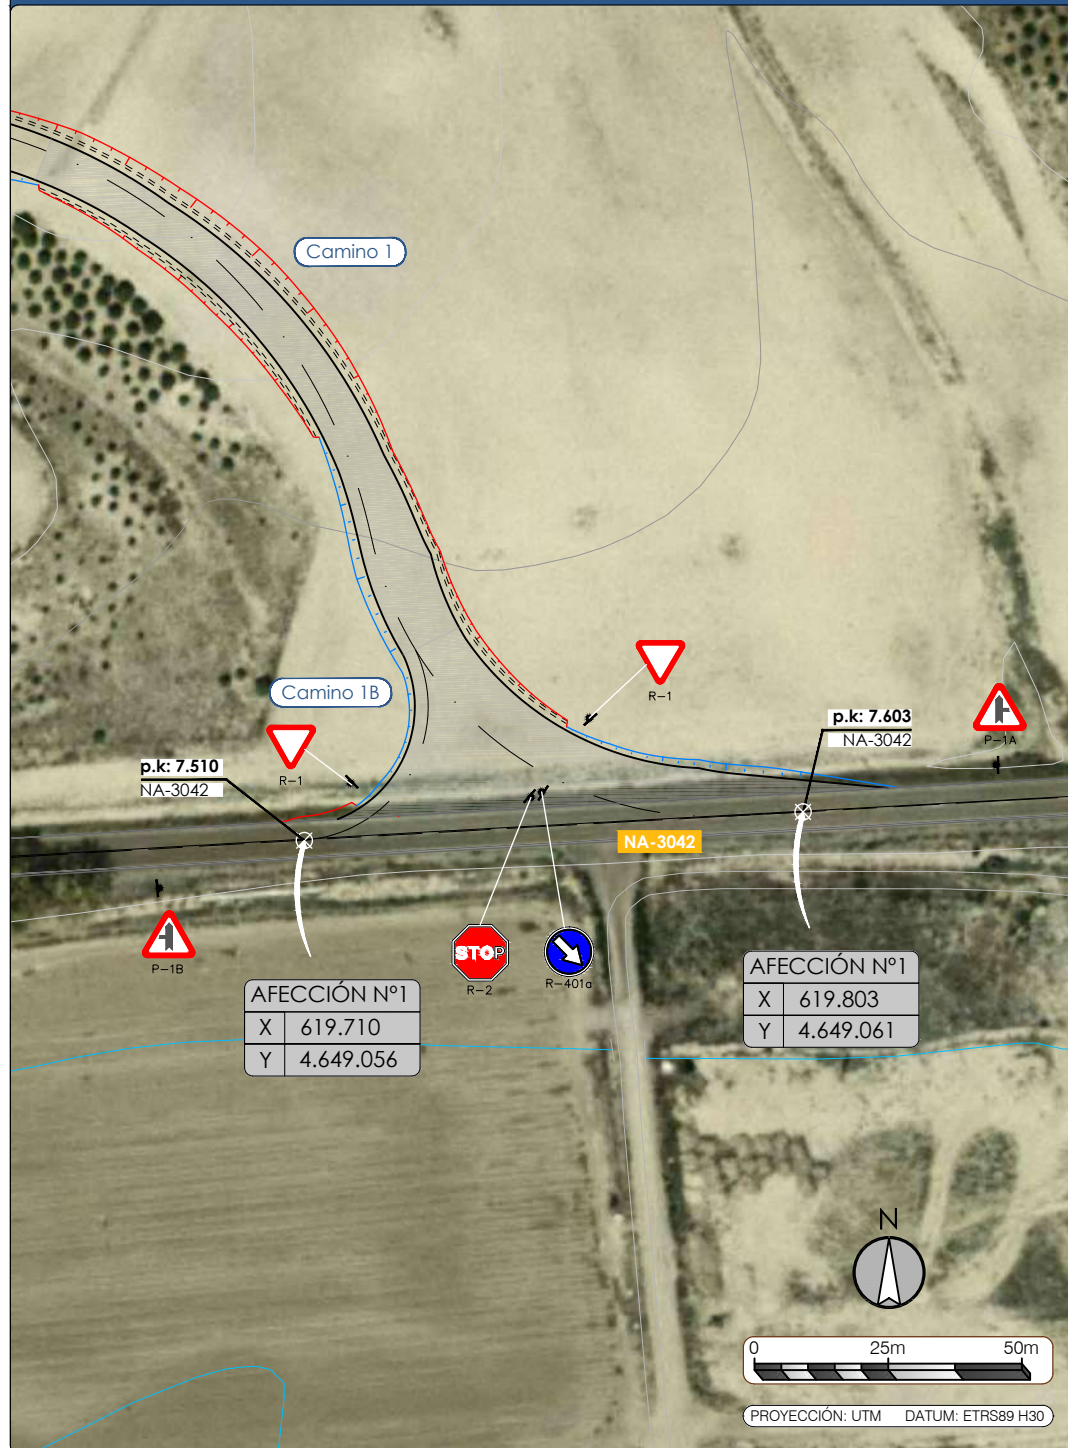 Camino 1
R-1
Camino 1B
p.k: 7.603
NA-3042
P-1A
p.k: 7.510
NA-3042
R-1
NA-3042
P-1B
STOP
R-2
R-401a
AFECCIÓN Nº1
X 619.710
Y 4.649.056
AFECCIÓN Nº1
X 619.803
Y 4.649.061
N
0 25m 50m
PROYECCIÓN: UTM DATUM: ETRS89 H30